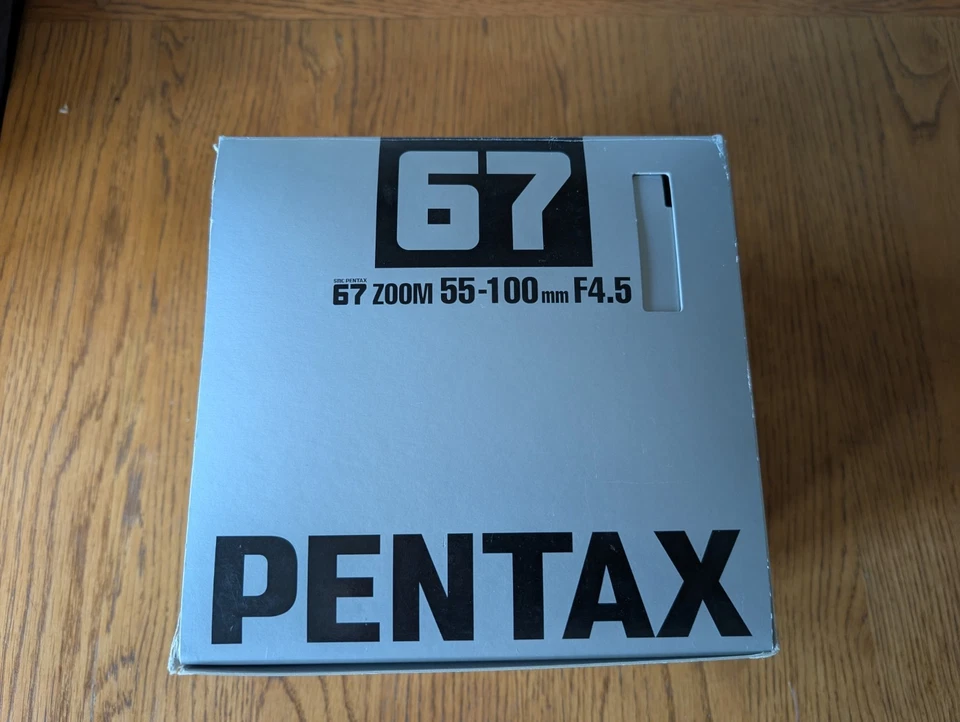 67
SMC PENTAX
67 ZOOM 55-100mm F4.5
PENTAX